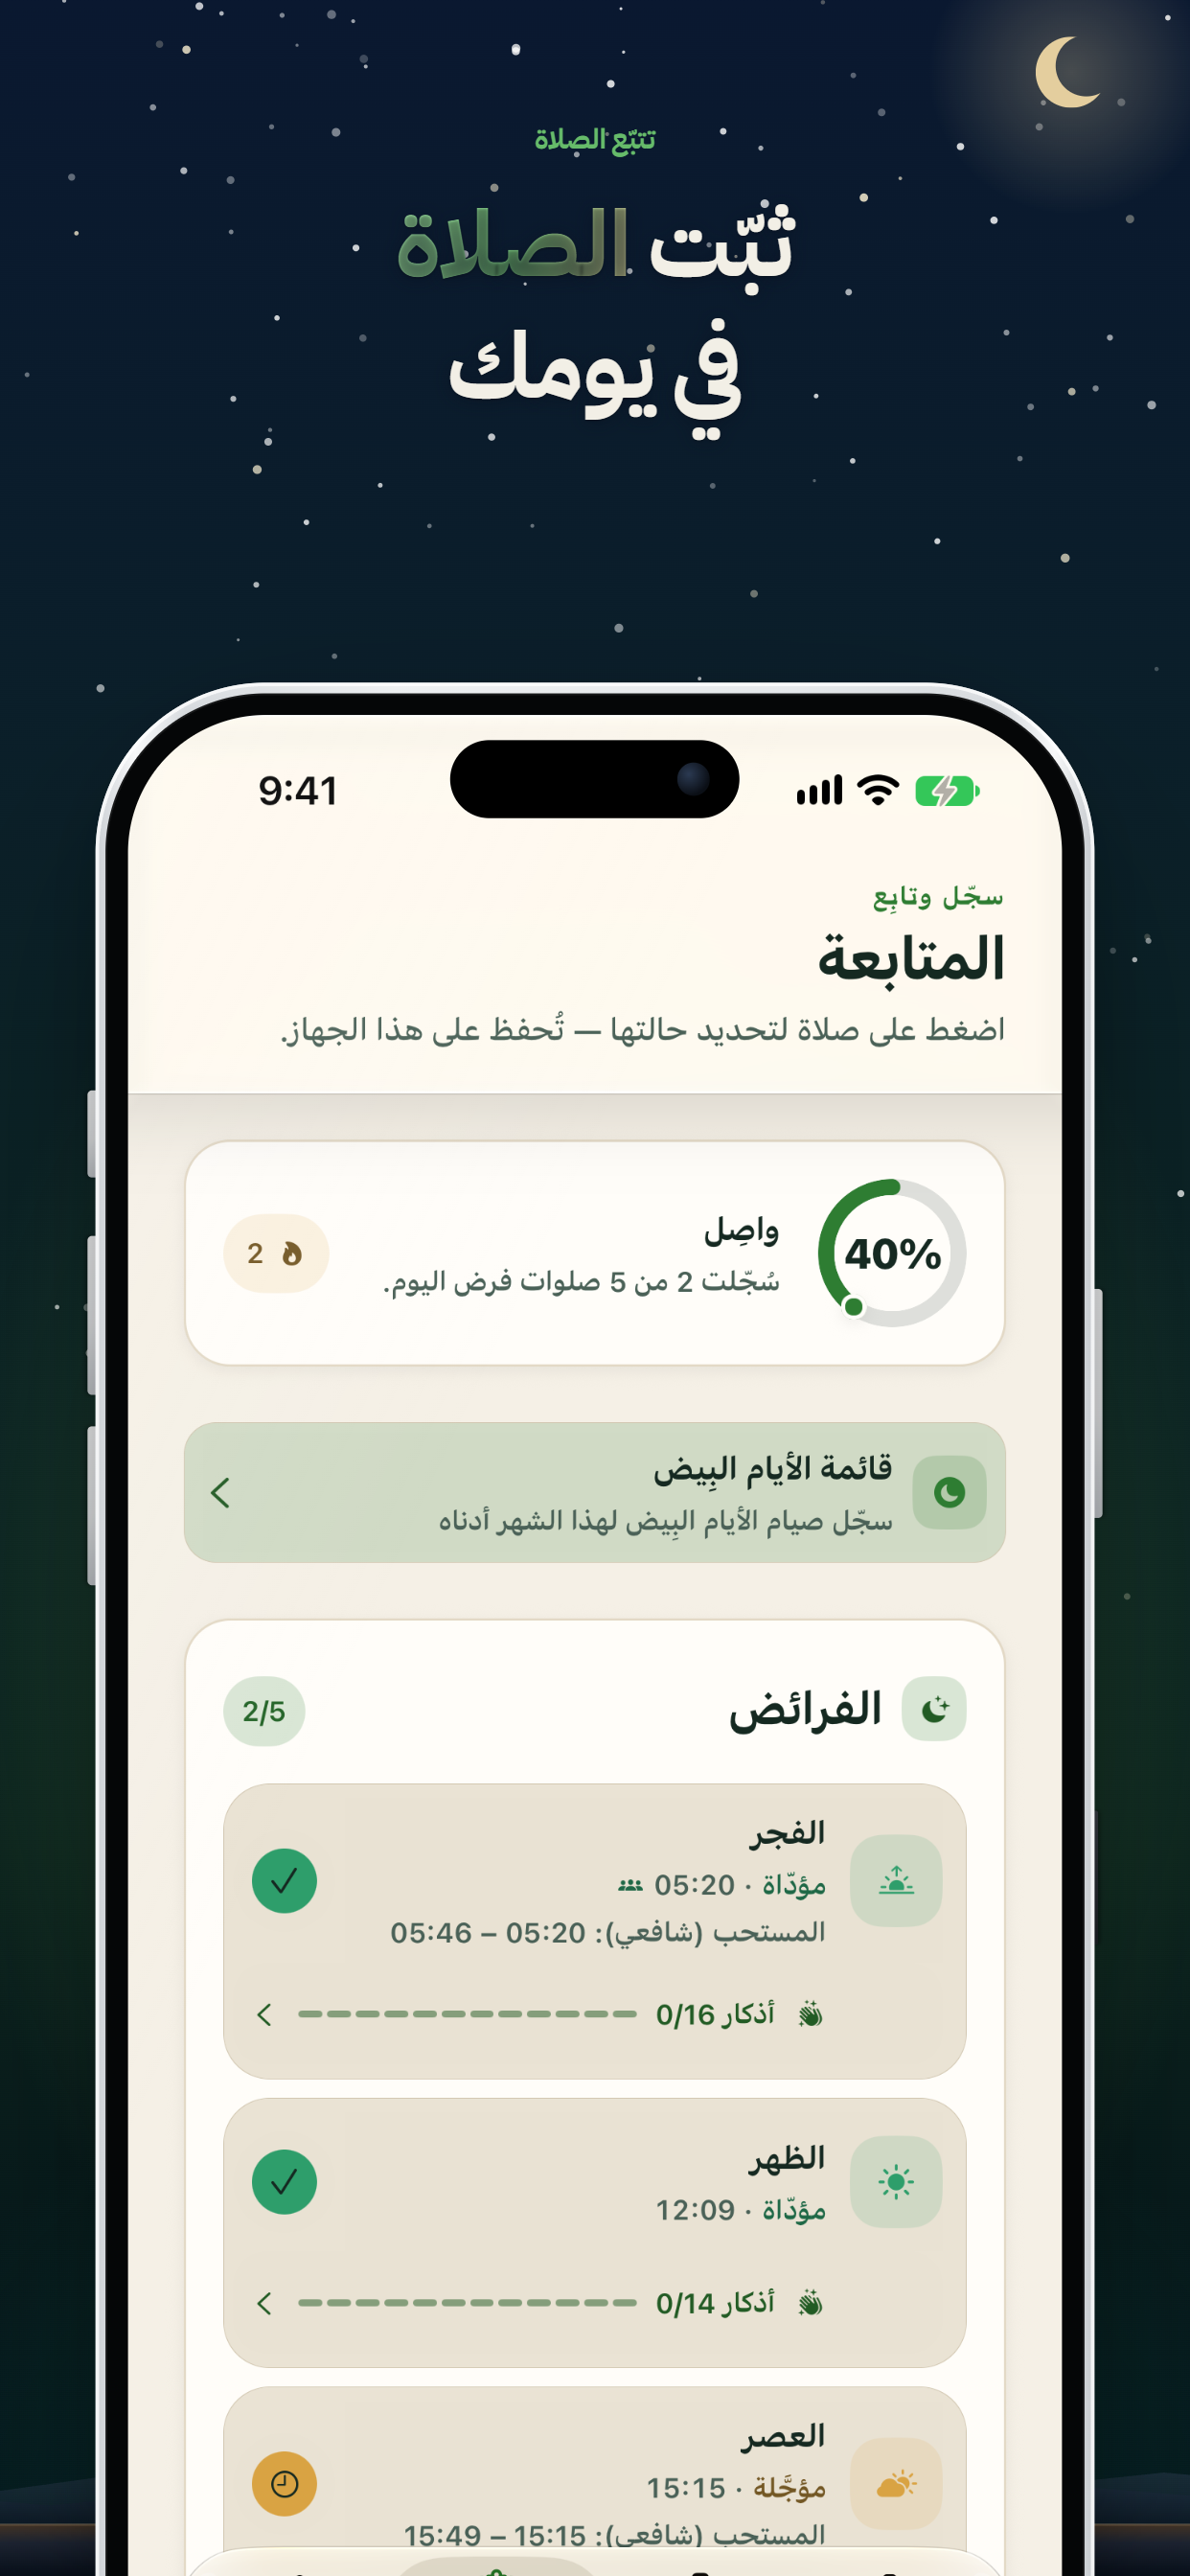 تتبّع الصلاة
ثبّت الصلاة
في يومك
9:41
سجّل وتابِع
المتابعة
اضغط على صلاة لتحديد حالتها — تُحفظ على هذا الجهاز.
40%
واصِل
سُجّلت 2 من 5 صلوات فرض اليوم.
2
قائمة الأيام البِيض
سجّل صيام الأيام البِيض لهذا الشهر أدناه
الفرائض
2/5
الفجر
مؤدّاة · 05:20
المستحب (شافعي): 05:20 – 05:46
أذكار 0/16
الظهر
مؤدّاة · 12:09
أذكار 0/14
العصر
مؤجَّلة · 15:15
المستحب (شافعي): 15:15 – 15:49